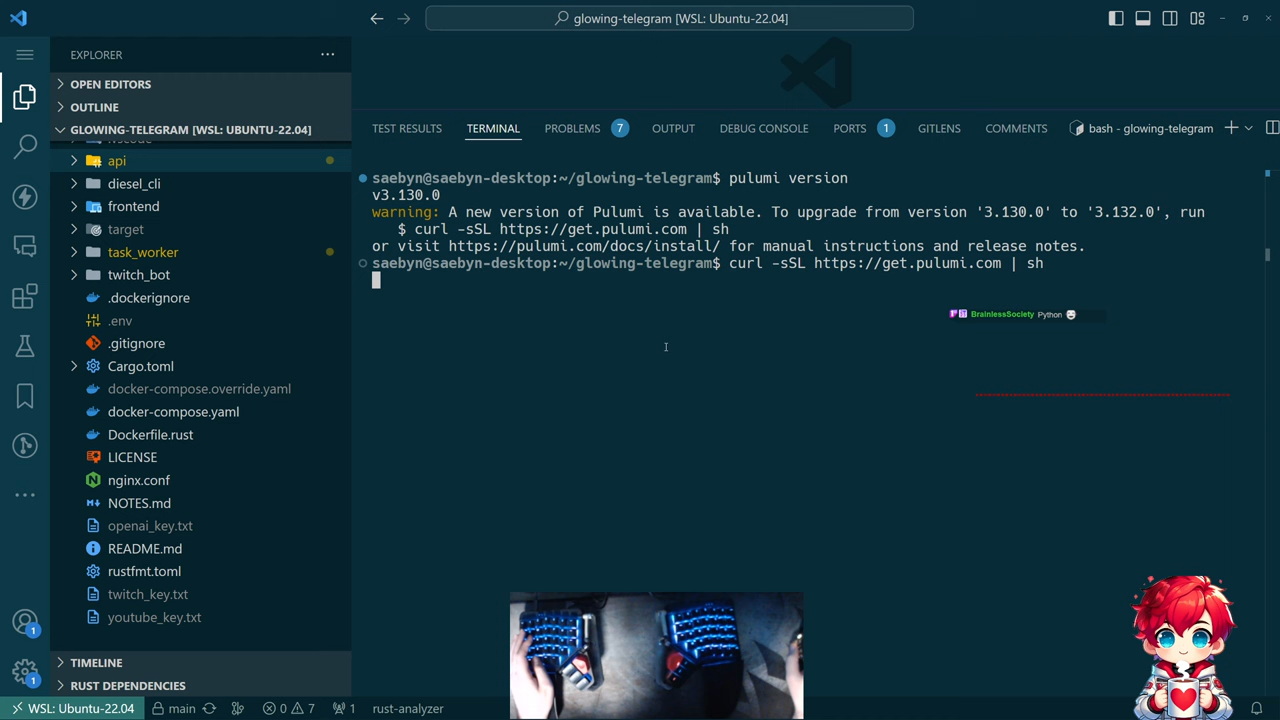 glowing-telegram [WSL: Ubuntu-22.04]
EXPLORER
OPEN EDITORS
OUTLINE
GLOWING-TELEGRAM [WSL: UBUNTU-22.04]
.vscode
api
diesel_cli
frontend
target
task_worker
twitch_bot
.dockerignore
.env
.gitignore
Cargo.toml
docker-compose.override.yaml
docker-compose.yaml
Dockerfile.rust
LICENSE
nginx.conf
NOTES.md
openai_key.txt
README.md
rustfmt.toml
twitch_key.txt
youtube_key.txt
TIMELINE
RUST DEPENDENCIES
TEST RESULTS
TERMINAL
PROBLEMS 7
OUTPUT
DEBUG CONSOLE
PORTS 1
GITLENS
COMMENTS
bash - glowing-telegram
saebyn@saebyn-desktop:~/glowing-telegram$ pulumi version
v3.130.0
warning: A new version of Pulumi is available. To upgrade from version '3.130.0' to '3.132.0', run
$ curl -sSL https://get.pulumi.com | sh
or visit https://pulumi.com/docs/install/ for manual instructions and release notes.
saebyn@saebyn-desktop:~/glowing-telegram$ curl -sSL https://get.pulumi.com | sh
BrainlessSociety Python
1
1
WSL: Ubuntu-22.04
main
0
7
1
rust-analyzer